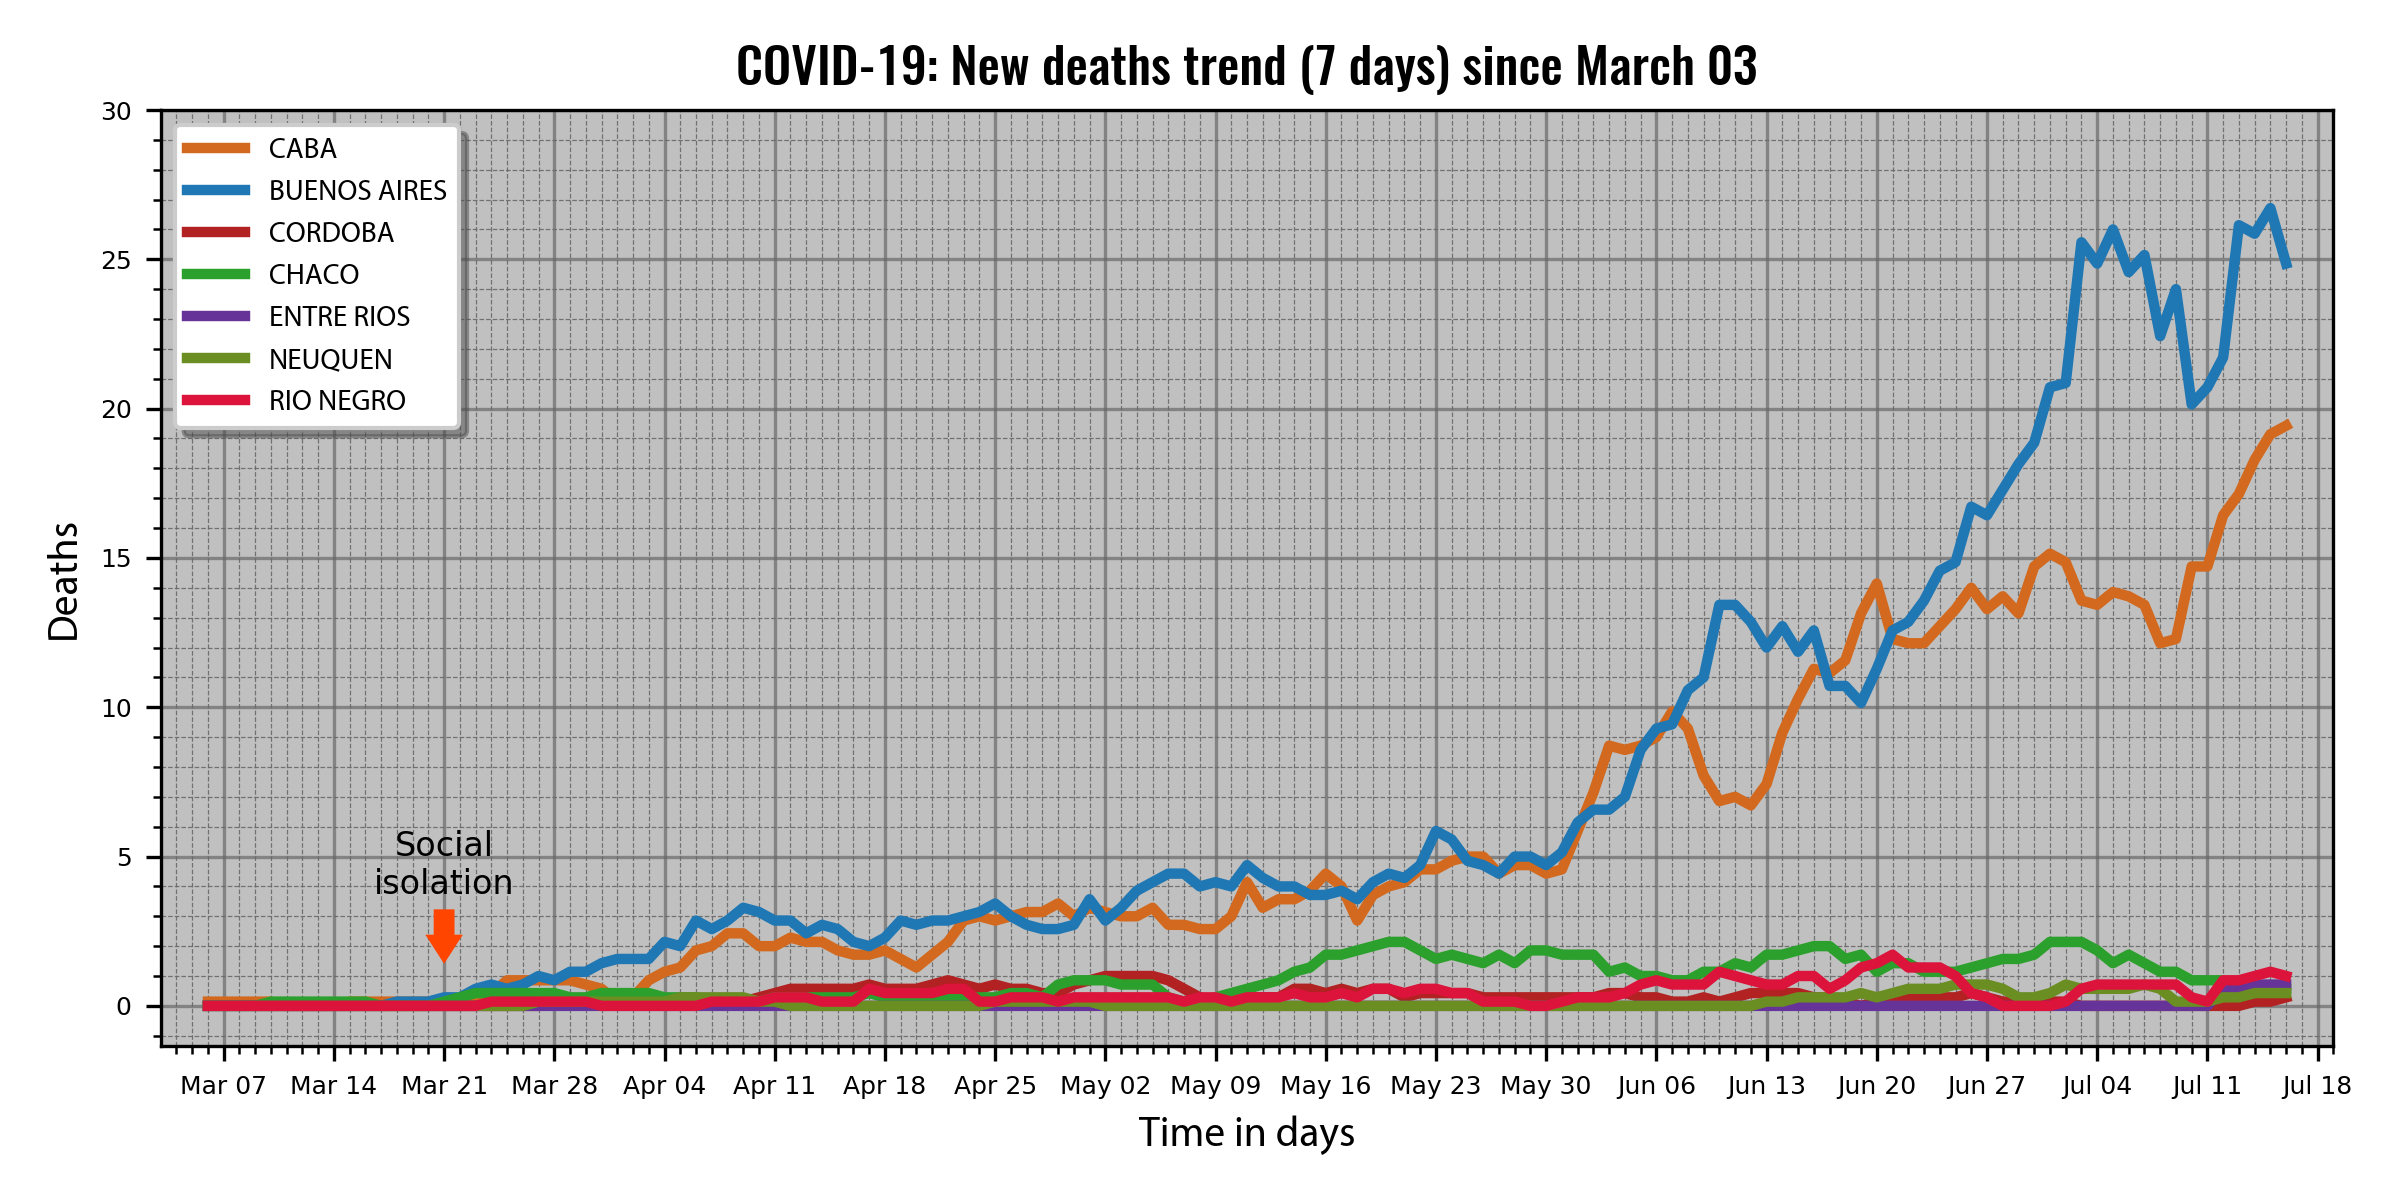 COVID-19: New deaths trend (7 days) since March 03
30
25
20
15
10
5
0
Deaths
CABA
BUENOS AIRES
CORDOBA
CHACO
ENTRE RIOS
NEUQUEN
RIO NEGRO
Social
isolation
Mar 07 Mar 14 Mar 21 Mar 28 Apr 04 Apr 11 Apr 18 Apr 25 May 02 May 09 May 16 May 23 May 30 Jun 06 Jun 13 Jun 20 Jun 27 Jul 04 Jul 11 Jul 18
Time in days